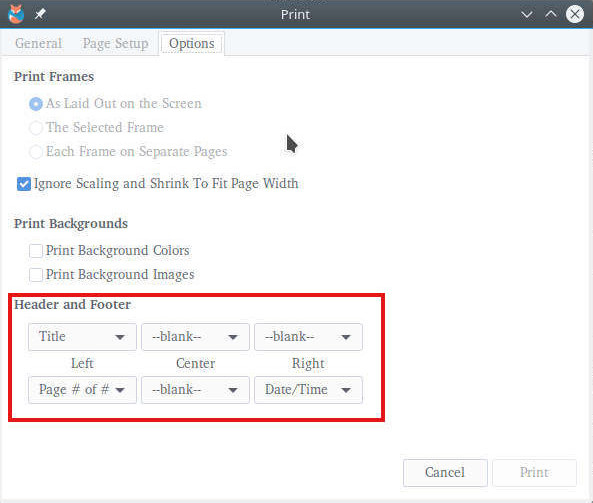 Print
General Page Setup Options
Print Frames
As Laid Out on the Screen
The Selected Frame
Each Frame on Separate Pages
Ignore Scaling and Shrink To Fit Page Width
Print Backgrounds
Print Background Colors
Print Background Images
Header and Footer
Title --blank-- --blank--
Left Center Right
Page # of # --blank-- Date/Time
Cancel Print